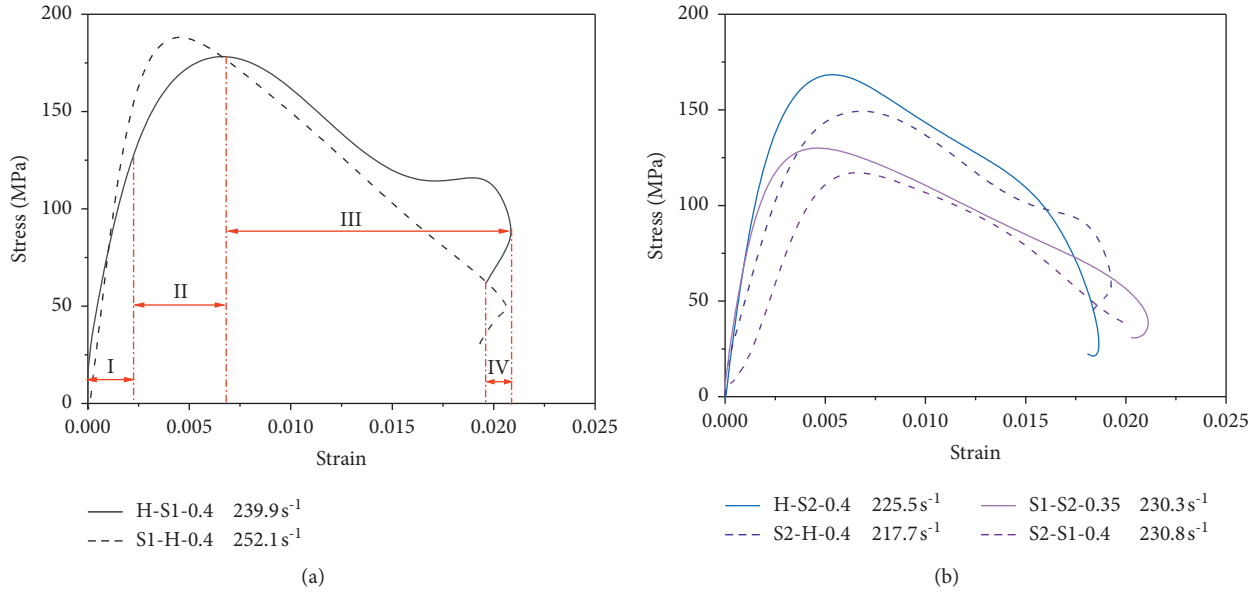 200
150
100
50
0
Stress (MPa)
I
II
III
IV
0.000 0.005 0.010 0.015 0.020 0.025
Strain
H-S1-0.4 239.9 s⁻¹
S1-H-0.4 252.1 s⁻¹
(a)
200
150
100
50
0
Stress (MPa)
0.000 0.005 0.010 0.015 0.020 0.025
Strain
H-S2-0.4 225.5 s⁻¹ S1-S2-0.35 230.3 s⁻¹
S2-H-0.4 217.7 s⁻¹ S2-S1-0.4 230.8 s⁻¹
(b)